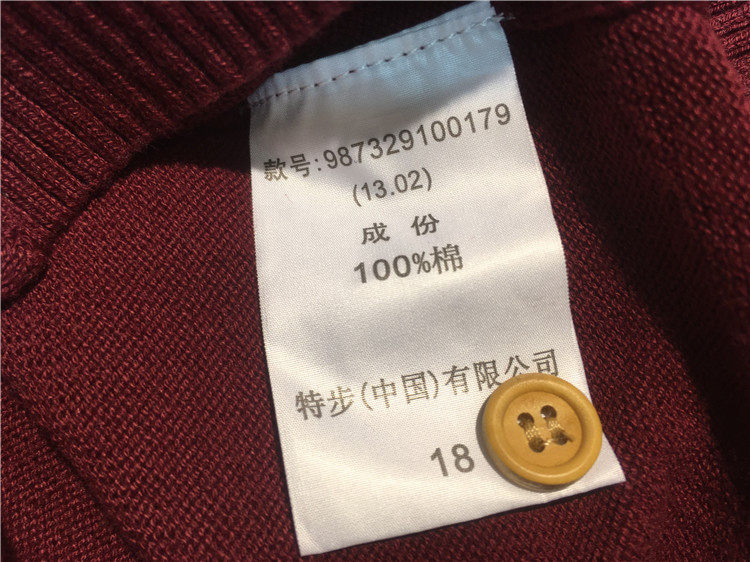 款号:987329100179
(13.02)
成份
100%棉
特步(中国)有限公司
18